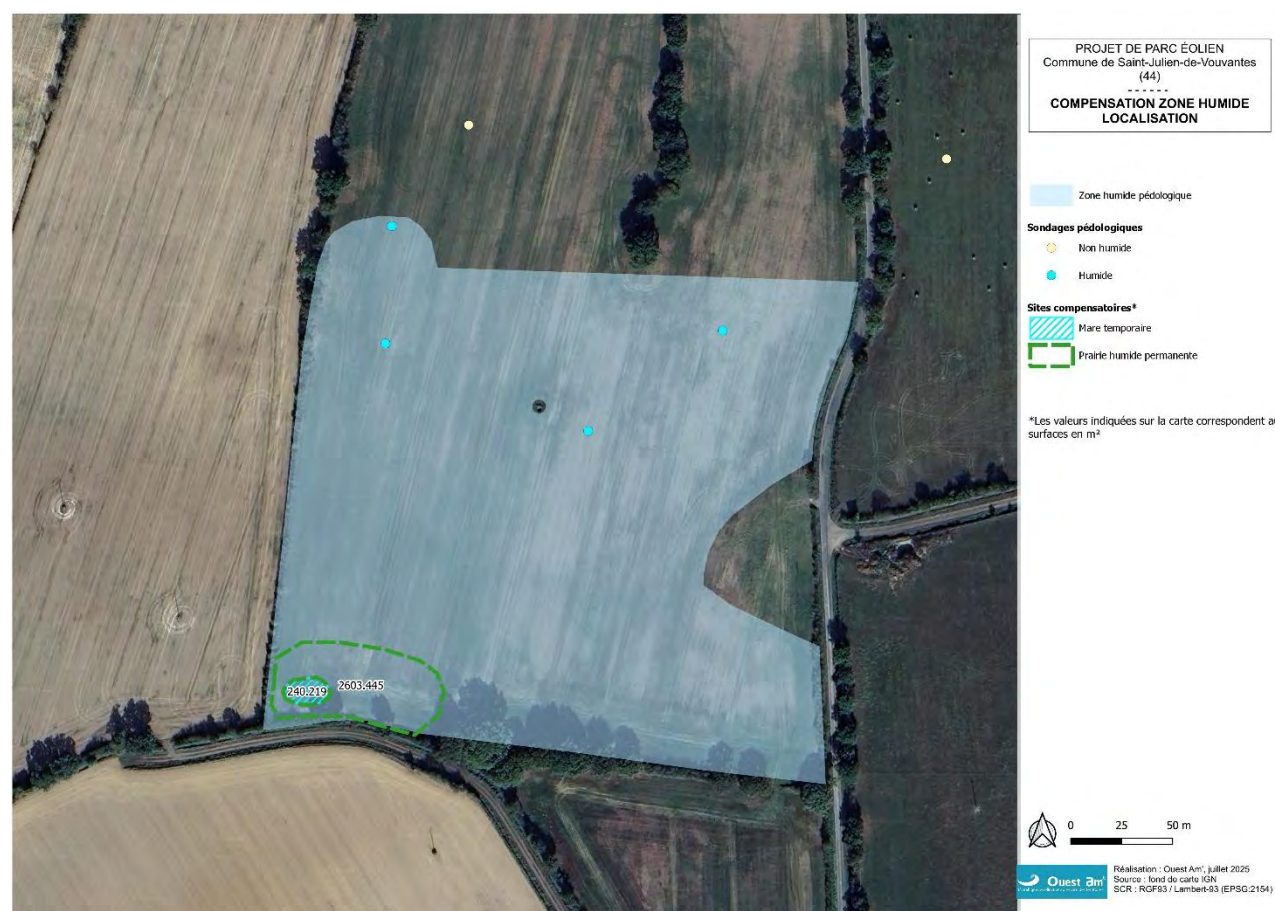 PROJET DE PARC ÉOLIEN
Commune de Saint-Julien-de-Vouvantes
(44)
------
COMPENSATION ZONE HUMIDE
LOCALISATION
Zone humide pédologique
Sondages pédologiques
Non humide
Humide
Sites compensatoires*
Mare temporaire
Prairie humide permanente
*Les valeurs indiquées sur la carte correspondent a
surfaces en m²
240.219
2603.445
0 25 50 m
Ouest Am'
Réalisation : Ouest Am', juillet 2025
Source : fond de carte IGN
SCR : RGF93 / Lambert-93 (EPSG:2154)